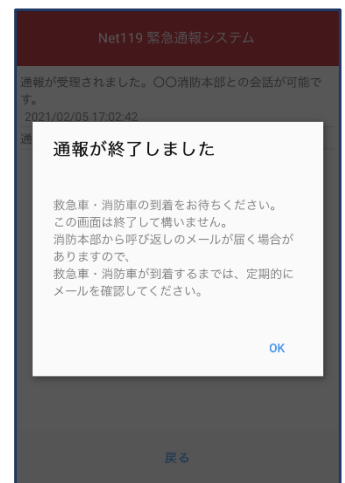 Net119 緊急通報システム
通報が受理されました。〇〇消防本部との会話が可能で
す。
2021/02/05 17:02:42
通
通報が終了しました
救急車・消防車の到着をお待ちください。
この画面は終了して構いません。
消防本部から呼び返しのメールが届く場合が
ありますので、
救急車・消防車が到着するまでは、定期的に
メールを確認してください。
OK
戻る